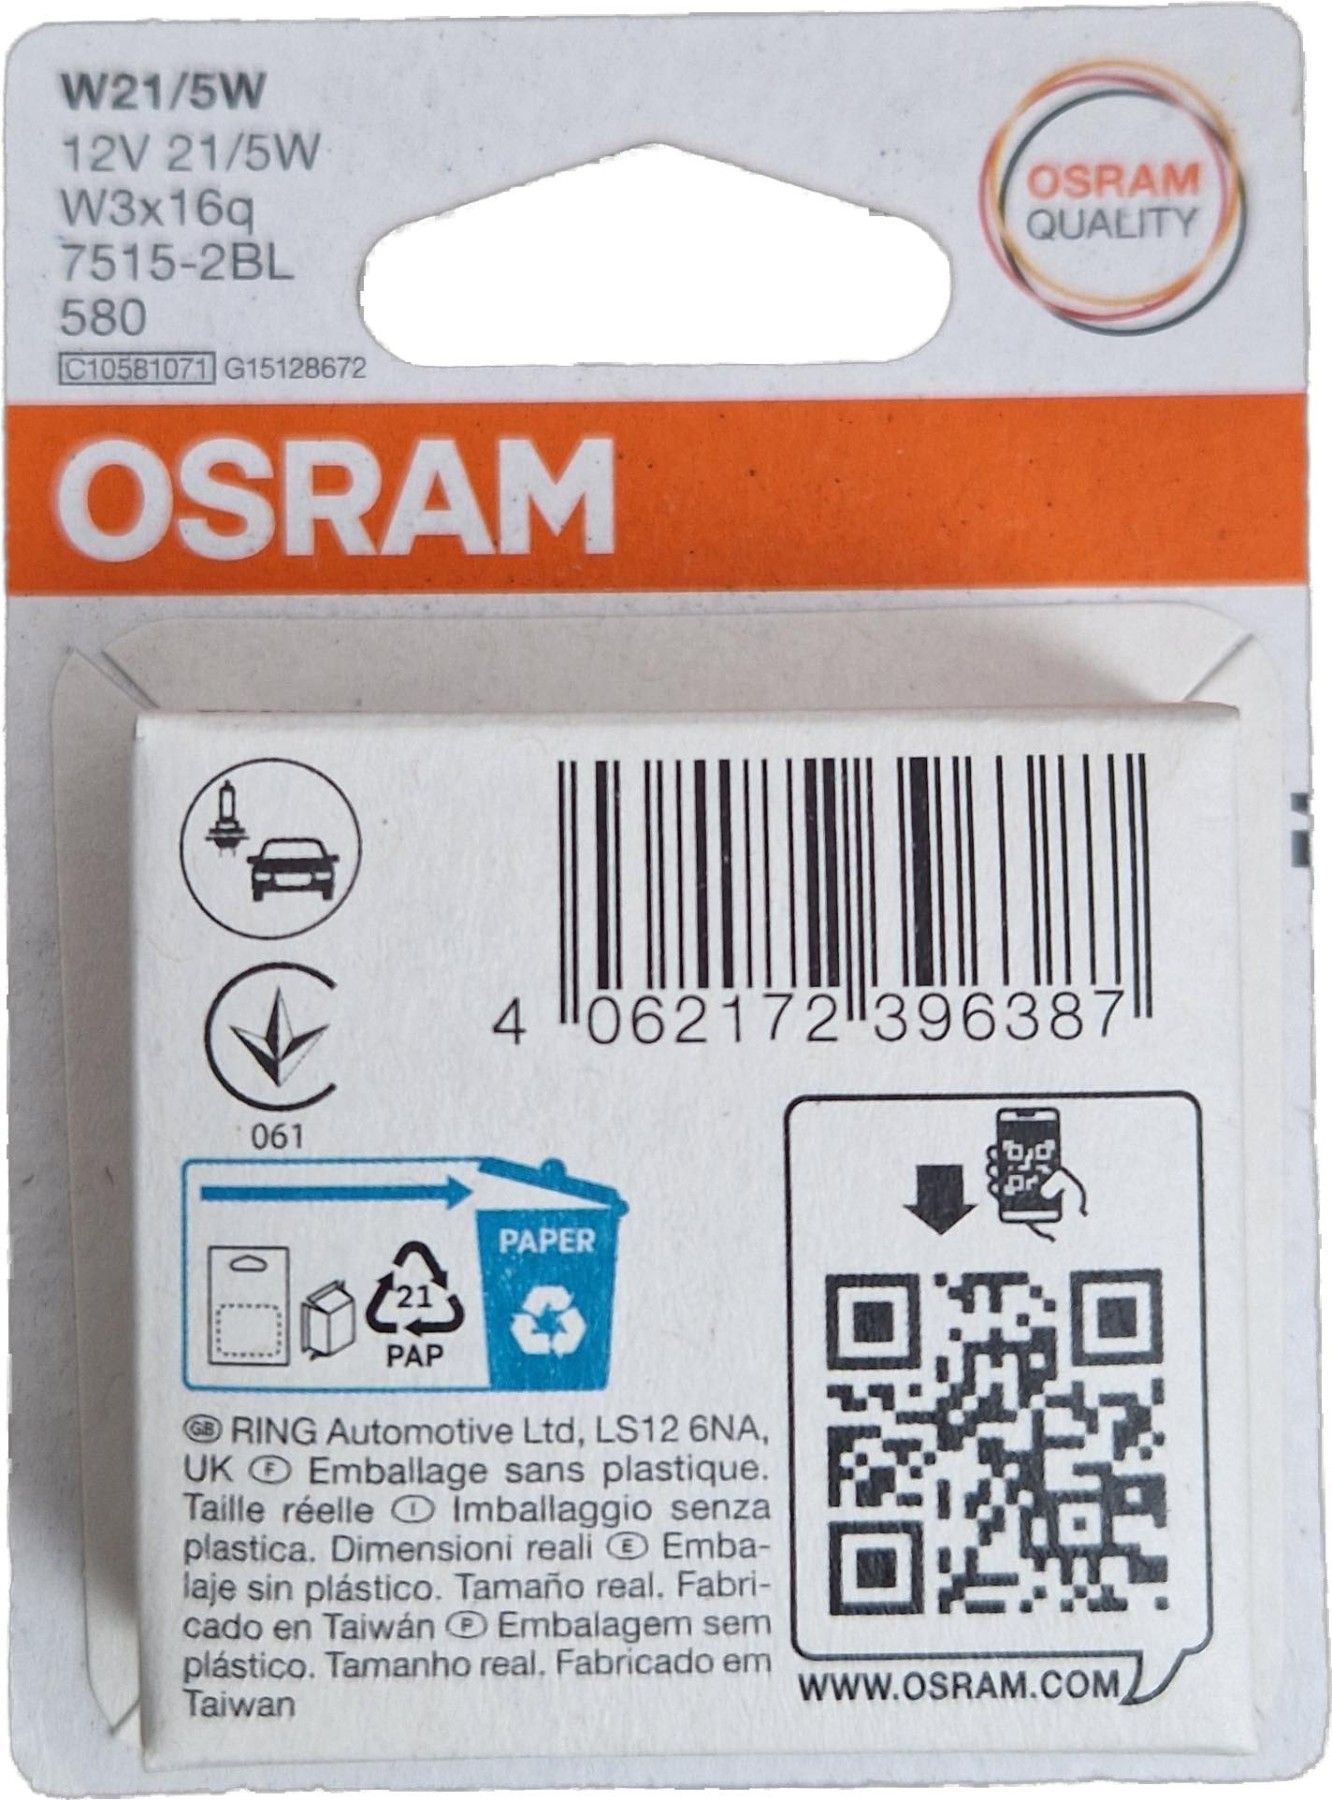 W21/5W
12V 21/5W
W3x16q
7515-2BL
580
C10581071 G15128672
OSRAM
QUALITY
OSRAM
4 062172 396387
061
PAPER
21
PAP
GB RING Automotive Ltd, LS12 6NA,
UK F Emballage sans plastique.
Taille réelle I Imballaggio senza
plastica. Dimensioni reali E Emba-
laje sin plástico. Tamaño real. Fabri-
cado en Taiwán P Embalagem sem
plástico. Tamanho real. Fabricado em
Taiwan
WWW.OSRAM.COM